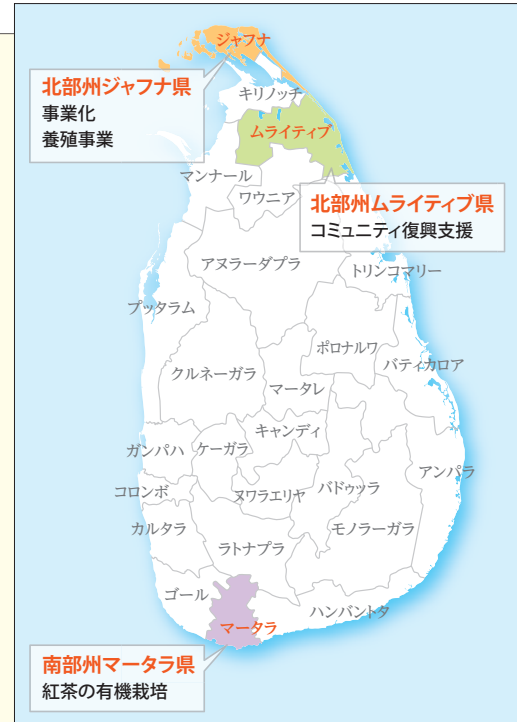 ジャフナ
北部州ジャフナ県
事業化
養殖事業
キリノッチ
ムライティブ
マンナール
ワウニア
北部州ムライティブ県
コミュニティ復興支援
アヌラーダプラ
トリンコマリー
プッタラム
ポロナルワ
バティカロア
クルネーガラ
マータレ
キャンディ
ガンパハ
ケーガラ
アンパラ
コロンボ
ヌワラエリヤ
バドゥッラ
カルタラ
モノラーガラ
ラトナプラ
ゴール
ハンバントタ
マータラ
南部州マータラ県
紅茶の有機栽培